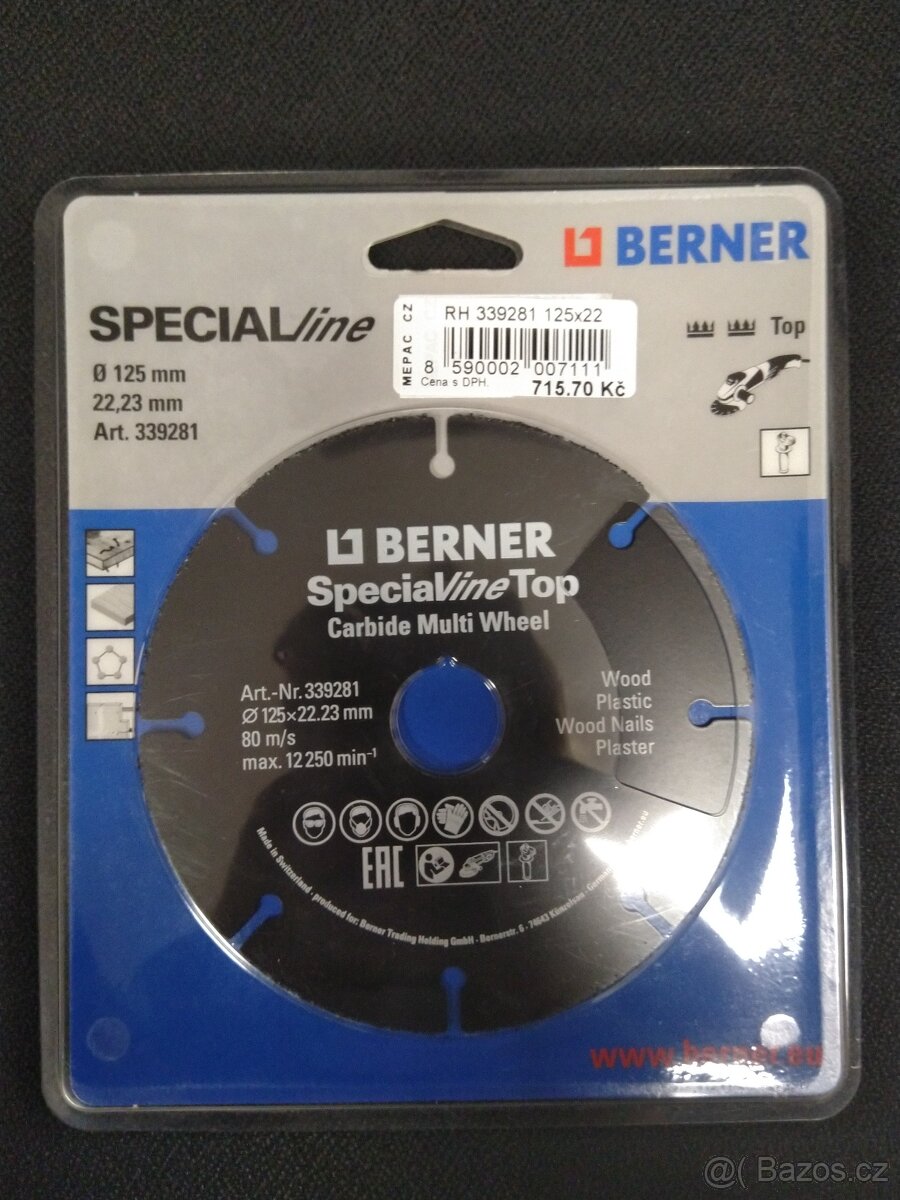 BERNER
SPECIALline
Ø 125 mm
22,23 mm
Art. 339281
MEPAC CZ
RH 339281 125x22
8 590002 007111
Cena s DPH.
715.70 Kč
Top
BERNER
Specialline Top
Carbide Multi Wheel
Art.-Nr. 339281
Ø 125×22.23 mm
80 m/s
max. 12 250 min⁻¹
Wood
Plastic
Wood Nails
Plaster
EAC
Made in Switzerland · produced for: Berner Trading Holding GmbH · Bernerstr. 6 · 74653 Künzelsau
www.berner.eu
@( Bazos.cz